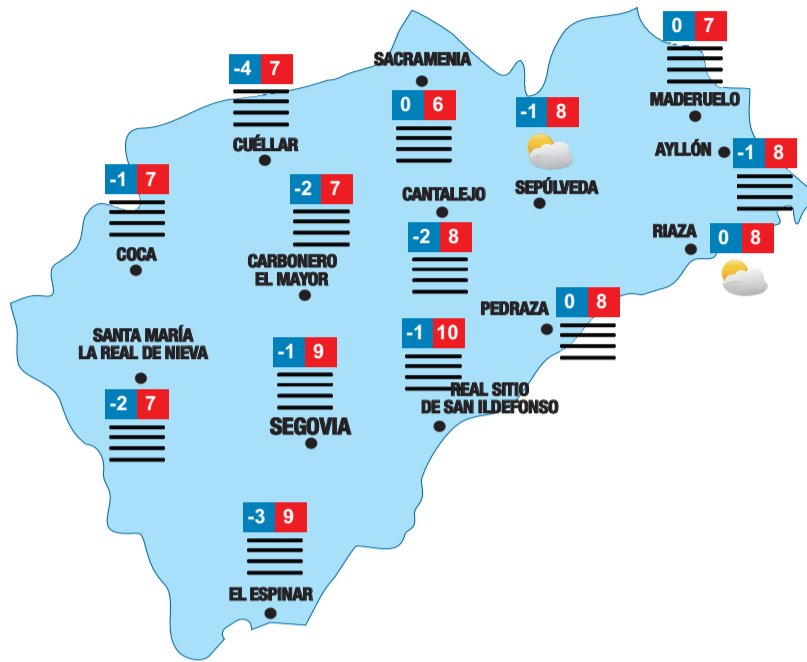 0 7
MADERUELO
SACRAMENIA
0 6
-4 7
CUÉLLAR
-1 8
SEPÚLVEDA
AYLLÓN
-1 8
-1 7
COCA
-2 7
CARBONERO
EL MAYOR
CANTALEJO
-2 8
RIAZA
0 8
PEDRAZA
0 8
SANTA MARÍA
LA REAL DE NIEVA
-2 7
-1 9
SEGOVIA
-1 10
REAL SITIO
DE SAN ILDEFONSO
-3 9
EL ESPINAR